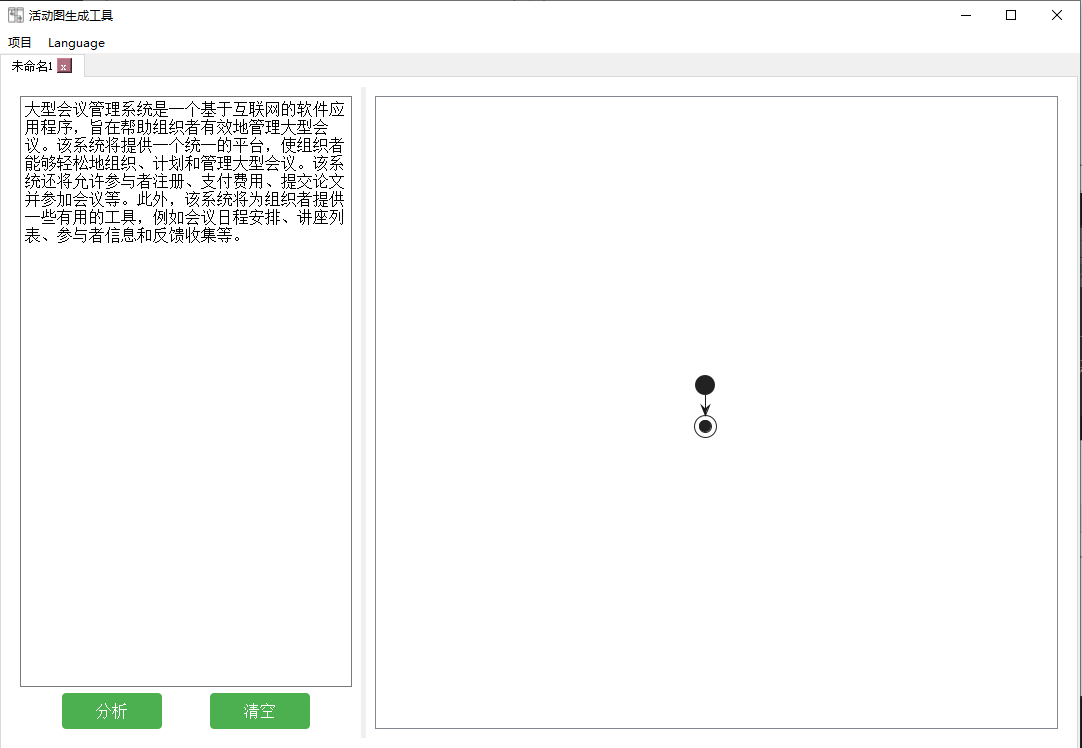 活动图生成工具
项目 Language
未命名1 x
大型会议管理系统是一个基于互联网的软件应
用程序，旨在帮助组织者有效地管理大型会
议。该系统将提供一个统一的平台，使组织者
能够轻松地组织、计划和管理大型会议。该系
统还将允许参与者注册、支付费用、提交论文
并参加会议等。此外，该系统将为组织者提供
一些有用的工具，例如会议日程安排、讲座列
表、参与者信息和反馈收集等。
分析 清空